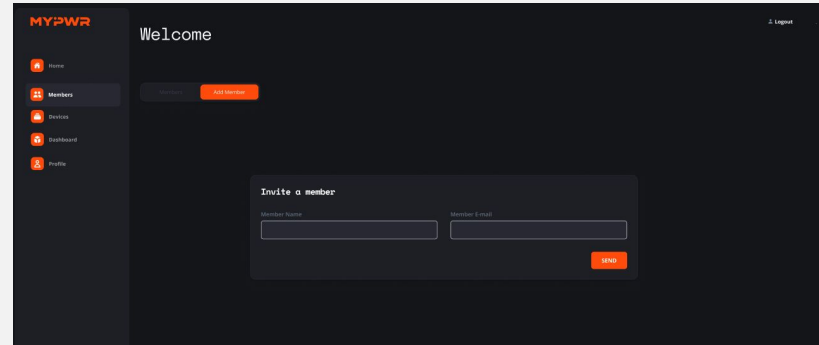 MYPWR
Logout
Welcome
Home
Members
Devices
Dashboard
Profile
Members
Add Member
Invite a member
Member Name
Member E-mail
SEND